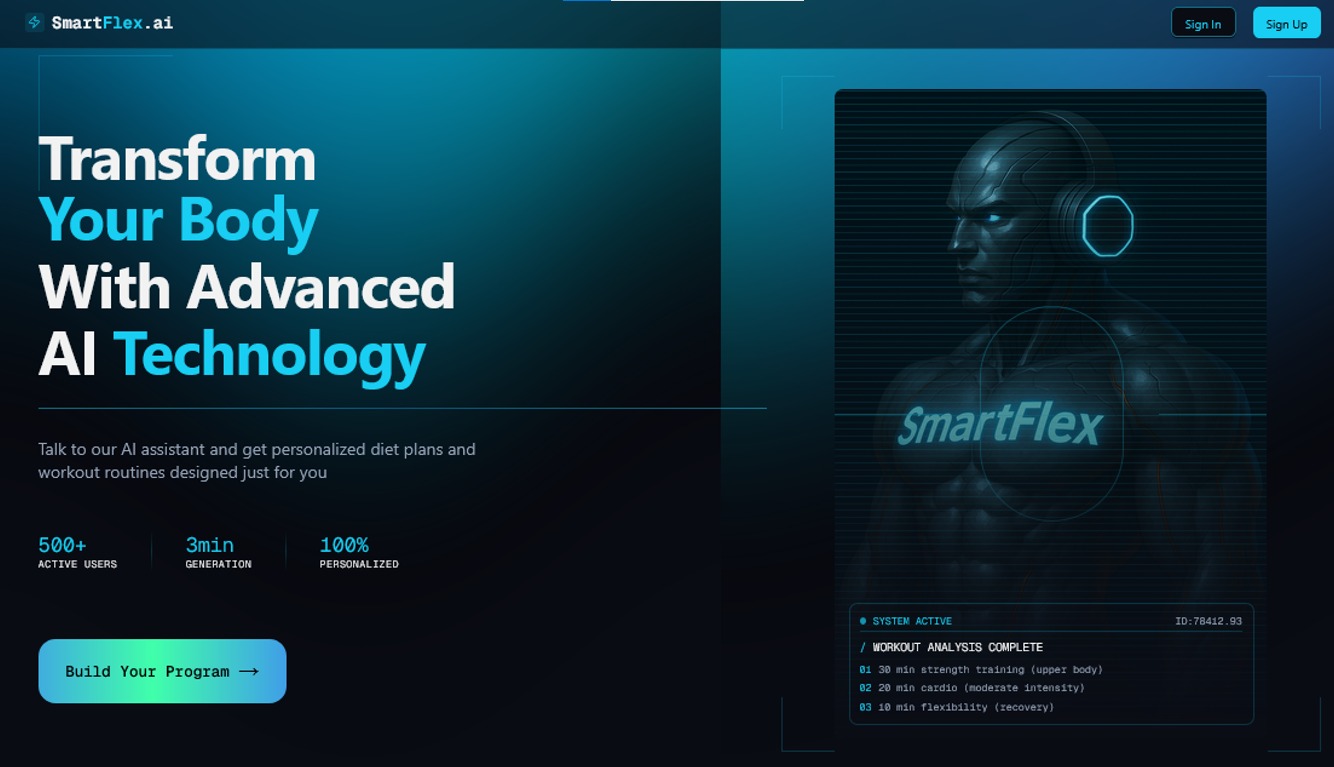 SmartFlex.ai
Sign In
Sign Up
Transform
Your Body
With Advanced
AI Technology
Talk to our AI assistant and get personalized diet plans and
workout routines designed just for you
500+
ACTIVE USERS
3min
GENERATION
100%
PERSONALIZED
Build Your Program →
SmartFlex
SYSTEM ACTIVE
ID:78412.93
/ WORKOUT ANALYSIS COMPLETE
01 30 min strength training (upper body)
02 20 min cardio (moderate intensity)
03 10 min flexibility (recovery)